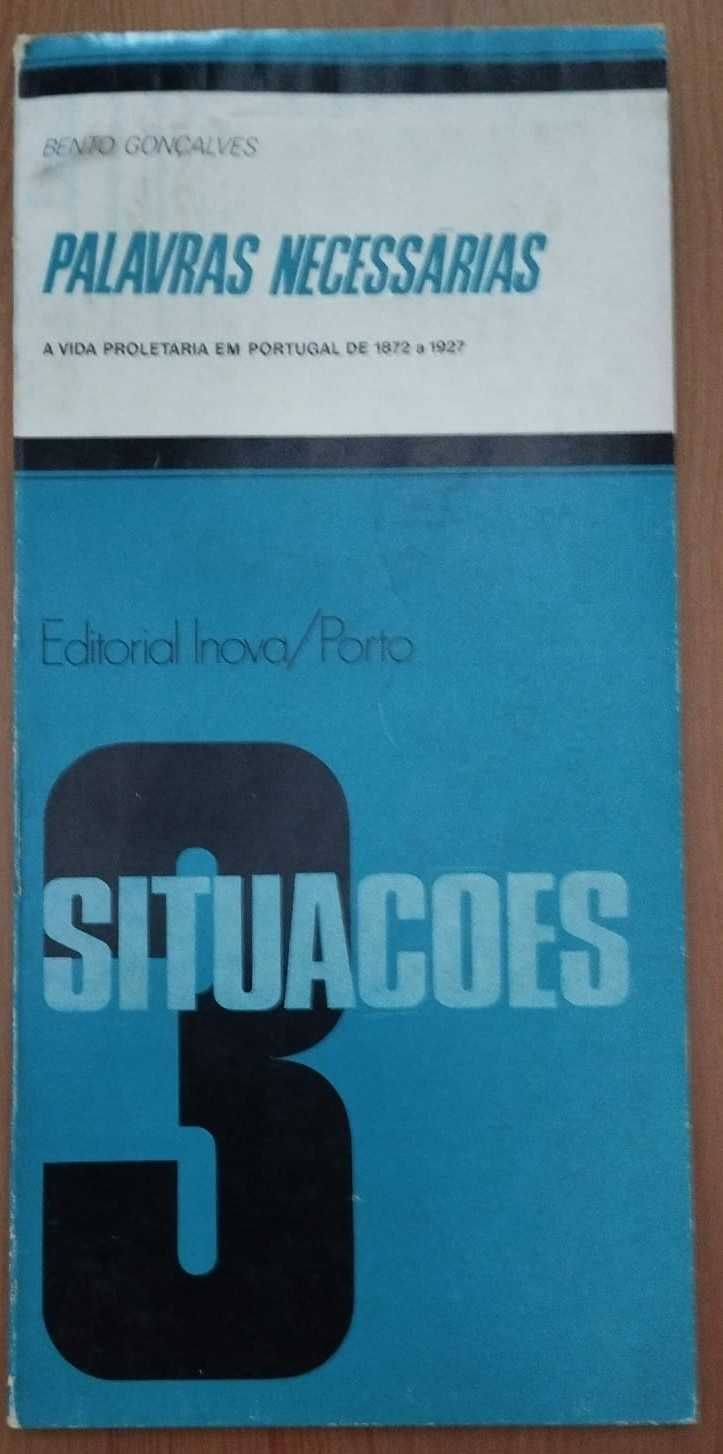 BENTO GONÇALVES
PALAVRAS NECESSARIAS
A VIDA PROLETARIA EM PORTUGAL DE 1872 a 1927
Editorial Inova/Porto
3
SITUACOES